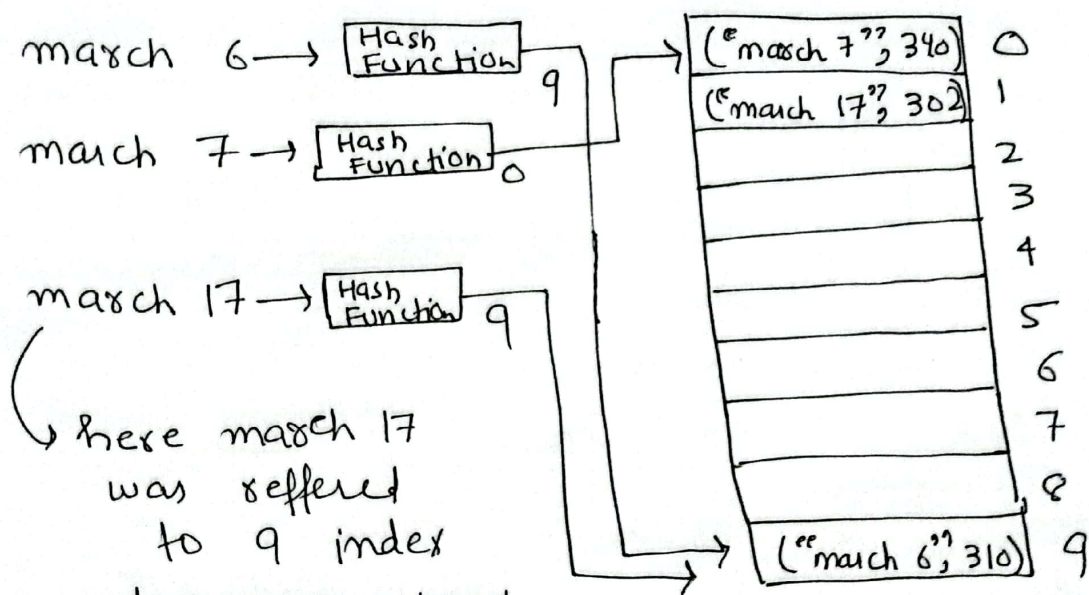 march 6 → Hash Function 9
march 7 → Hash Function 0
march 17 → Hash Function 9
here march 17
was reffered
to 9 index
("march 7", 340) 0
("march 17", 302) 1
2
3
4
5
6
7
8
("march 6", 310) 9